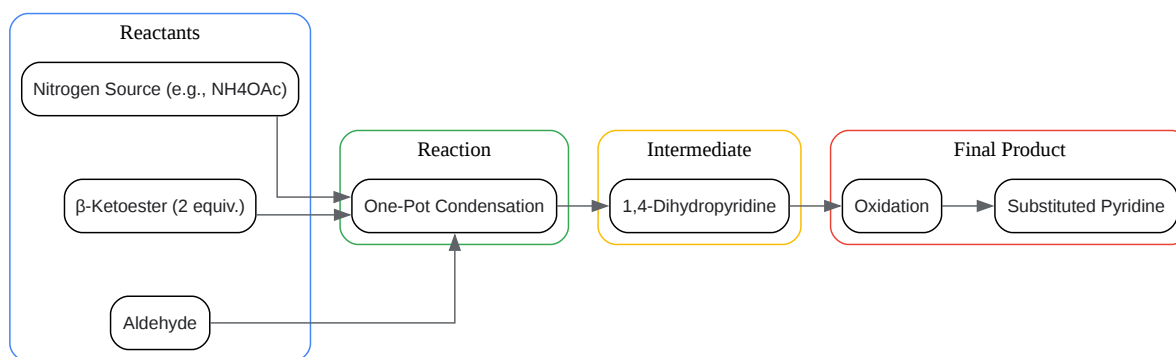 Reactants
Nitrogen Source (e.g., NH4OAc)
β-Ketoester (2 equiv.)
Aldehyde
Reaction
One-Pot Condensation
Intermediate
1,4-Dihydropyridine
Final Product
Oxidation
Substituted Pyridine